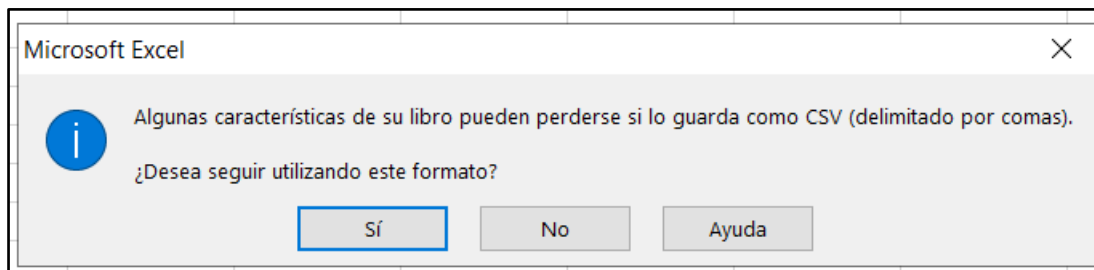 Microsoft Excel
Algunas características de su libro pueden perderse si lo guarda como CSV (delimitado por comas).
¿Desea seguir utilizando este formato?
Sí
No
Ayuda